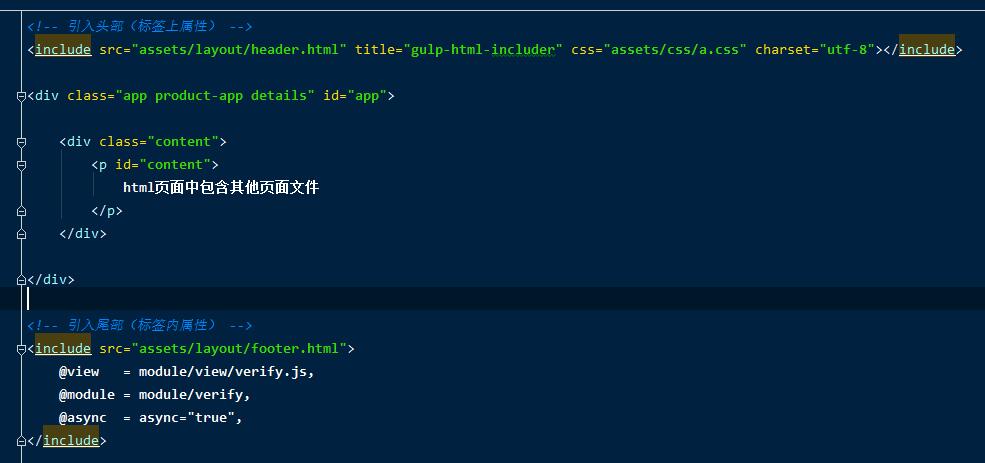 <!-- 引入头部（标签上属性） -->
<include src="assets/layout/header.html" title="gulp-html-includer" css="assets/css/a.css" charset="utf-8"></include>
<div class="app product-app details" id="app">
<div class="content">
<p id="content">
html页面中包含其他页面文件
</p>
</div>
</div>
<!-- 引入尾部（标签内属性） -->
<include src="assets/layout/footer.html">
@view   = module/view/verify.js,
@module = module/verify,
@async  = async="true",
</include>